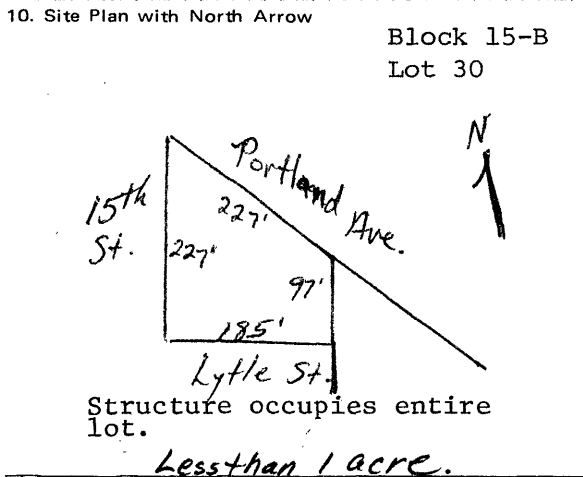 10. Site Plan with North Arrow
Block 15-B
Lot 30
N
Portland Ave.
15th
St.
227'
227'
97'
185'
Lytle St.
Structure occupies entire
lot.
Less than 1 acre.